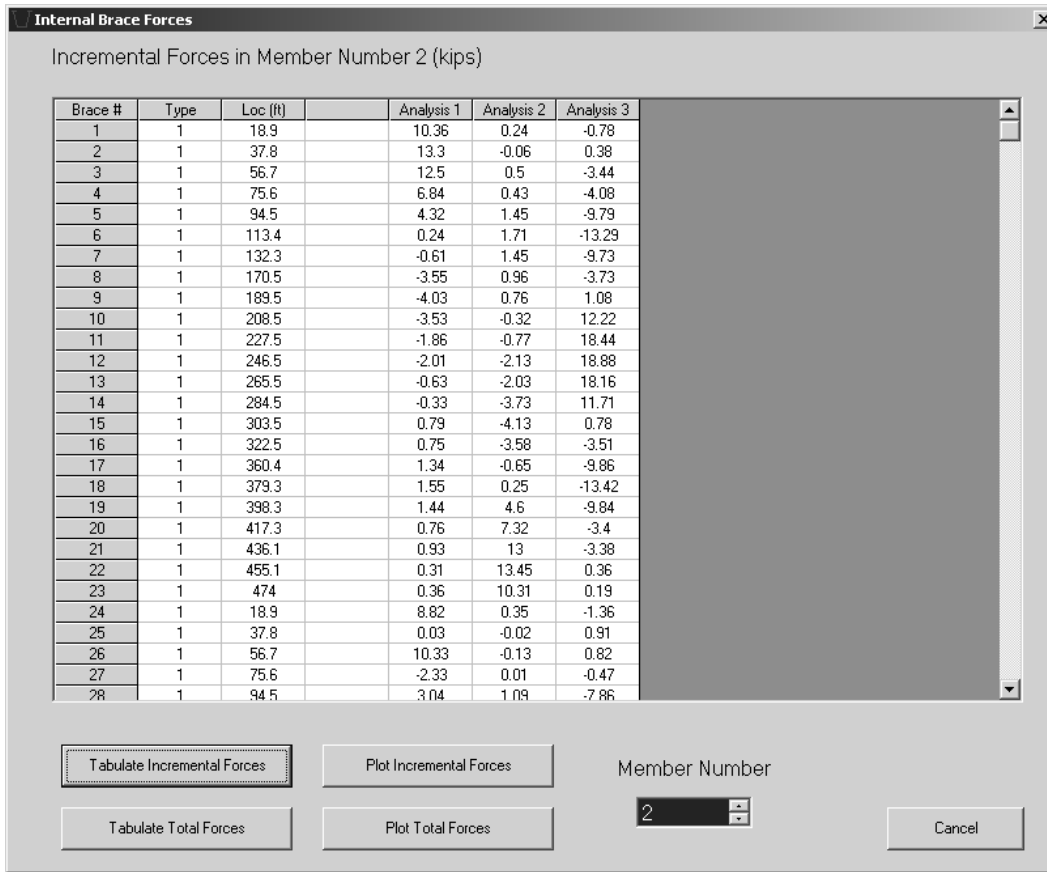 Internal Brace Forces
Incremental Forces in Member Number 2 (kips)
Brace # Type Loc (ft) Analysis 1 Analysis 2 Analysis 3
1 1 18.9 10.36 0.24 -0.78
2 1 37.8 13.3 -0.06 0.38
3 1 56.7 12.5 0.5 -3.44
4 1 75.6 6.84 0.43 -4.08
5 1 94.5 4.32 1.45 -9.79
6 1 113.4 0.24 1.71 -13.29
7 1 132.3 -0.61 1.45 -9.73
8 1 170.5 -3.55 0.96 -3.73
9 1 189.5 -4.03 0.76 1.08
10 1 208.5 -3.53 -0.32 12.22
11 1 227.5 -1.86 -0.77 18.44
12 1 246.5 -2.01 -2.13 18.88
13 1 265.5 -0.63 -2.03 18.16
14 1 284.5 -0.33 -3.73 11.71
15 1 303.5 0.79 -4.13 0.78
16 1 322.5 0.75 -3.58 -3.51
17 1 360.4 1.34 -0.65 -9.86
18 1 379.3 1.55 0.25 -13.42
19 1 398.3 1.44 4.6 -9.84
20 1 417.3 0.76 7.32 -3.4
21 1 436.1 0.93 13 -3.38
22 1 455.1 0.31 13.45 0.36
23 1 474 0.36 10.31 0.19
24 1 18.9 8.82 0.35 -1.36
25 1 37.8 0.03 -0.02 0.91
26 1 56.7 10.33 -0.13 0.82
27 1 75.6 -2.33 0.01 -0.47
28 1 94.5 3.04 1.09 -7.86
Tabulate Incremental Forces Plot Incremental Forces Member Number
2
Tabulate Total Forces Plot Total Forces Cancel